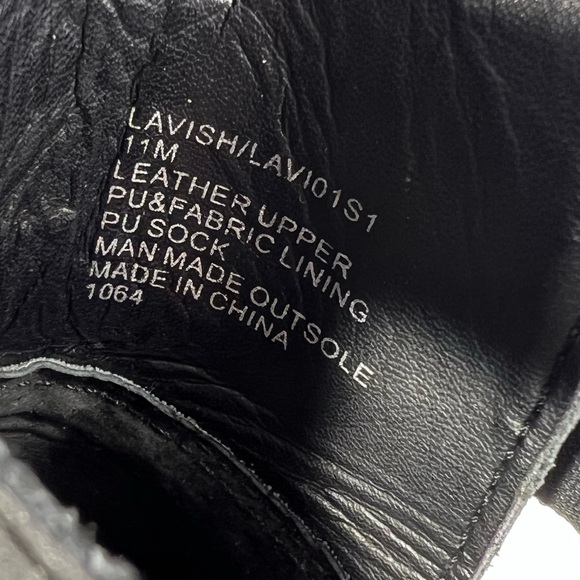 LAVISH/LAVI01S1
11M
LEATHER UPPER
PU&FABRIC LINING
PU SOCK
MAN MADE OUTSOLE
MADE IN CHINA
1064